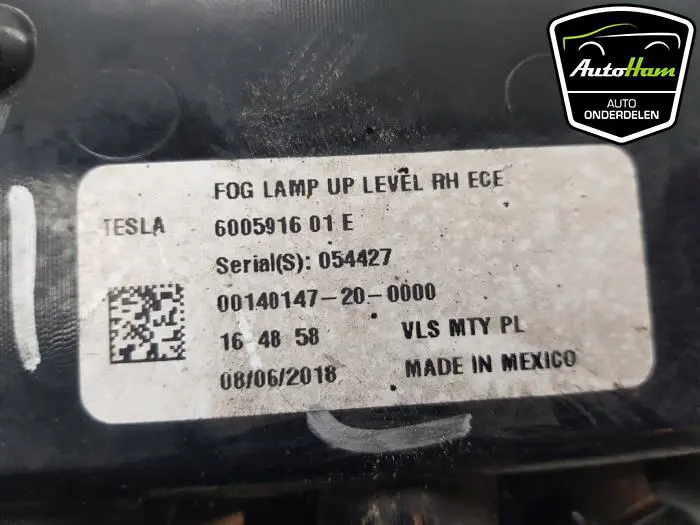 AutoHam
AUTO
ONDERDELEN
FOG LAMP UP LEVEL RH ECE
TESLA
6005916 01 E
Serial(S): 054427
00140147-20-0000
16 48 58
VLS MTY PL
08/06/2018
MADE IN MEXICO